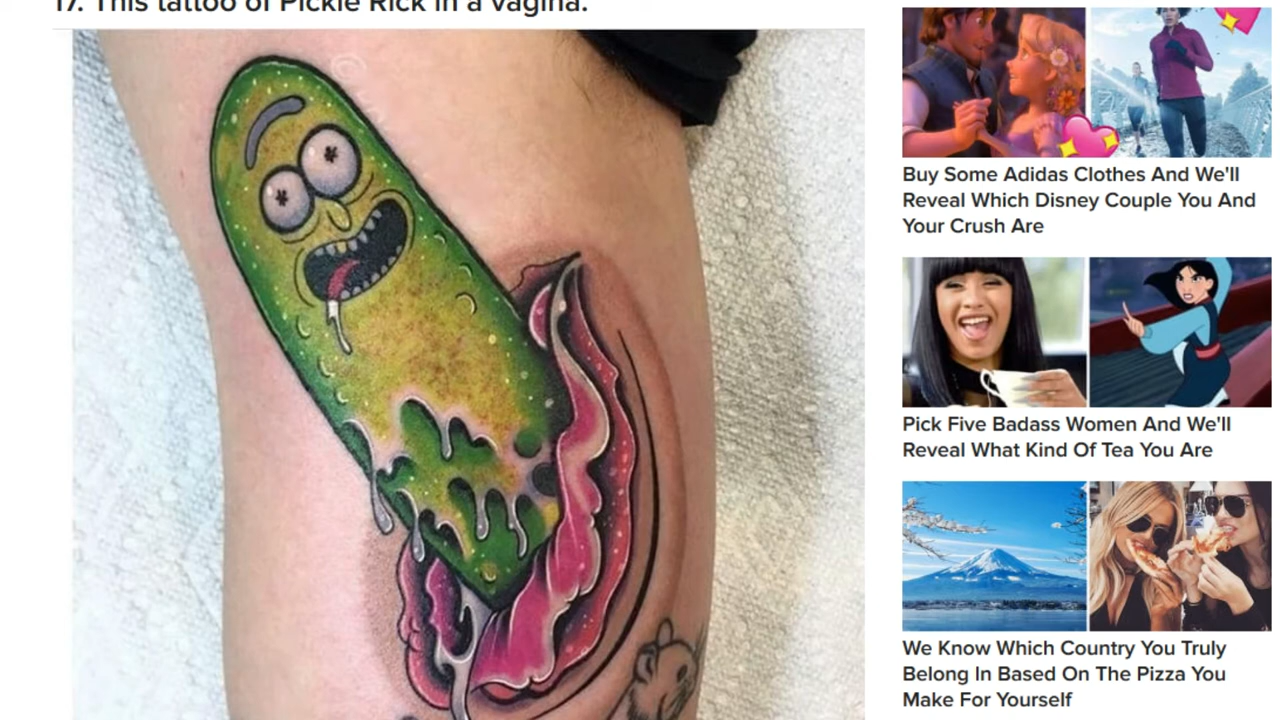 17. This tattoo of Pickle Rick in a vagina.
Buy Some Adidas Clothes And We'll
Reveal Which Disney Couple You And
Your Crush Are
Pick Five Badass Women And We'll
Reveal What Kind Of Tea You Are
We Know Which Country You Truly
Belong In Based On The Pizza You
Make For Yourself